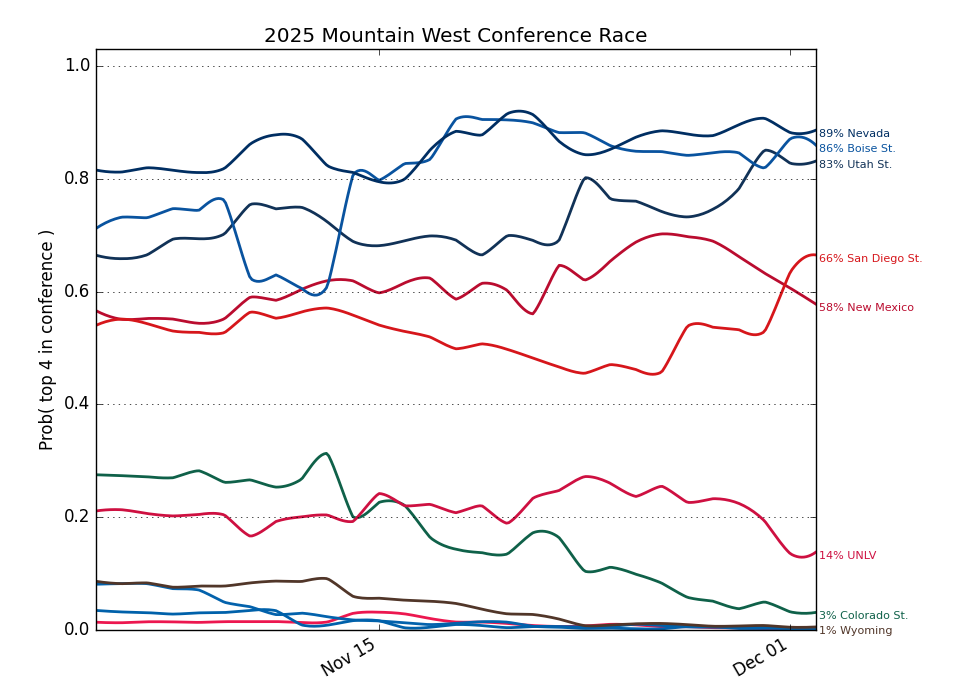 2025 Mountain West Conference Race
Prob( top 4 in conference )
1.0
0.8
0.6
0.4
0.2
0.0
Nov 15
Dec 01
89% Nevada
86% Boise St.
83% Utah St.
66% San Diego St.
58% New Mexico
14% UNLV
3% Colorado St.
1% Wyoming